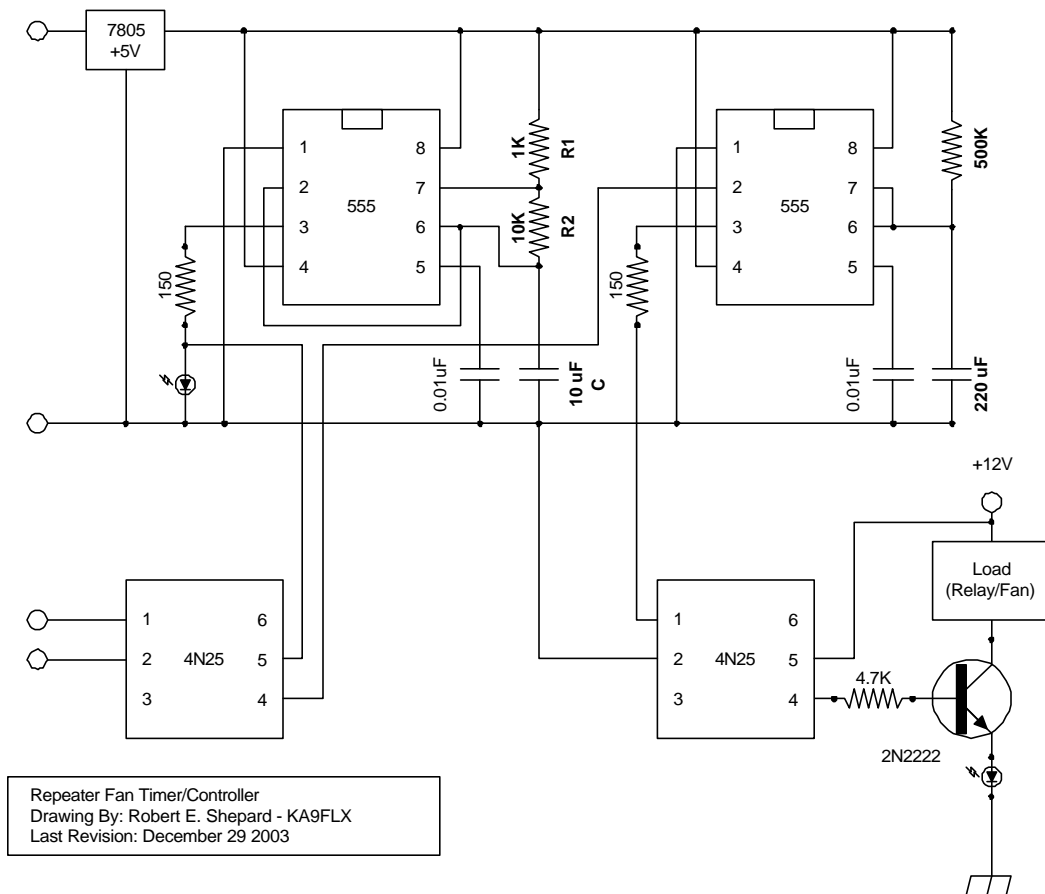 7805
+5V
1
2
3
4
555
8
7
6
5
1K
R1
10K
R2
150
0.01uF
10 uF
C
1
2
3
4
555
8
7
6
5
500K
150
0.01uF
220 uF
+12V
Load
(Relay/Fan)
1
2
3
4N25
6
5
4
1
2
3
4N25
6
5
4
4.7K
2N2222
Repeater Fan Timer/Controller
Drawing By: Robert E. Shepard - KA9FLX
Last Revision: December 29 2003